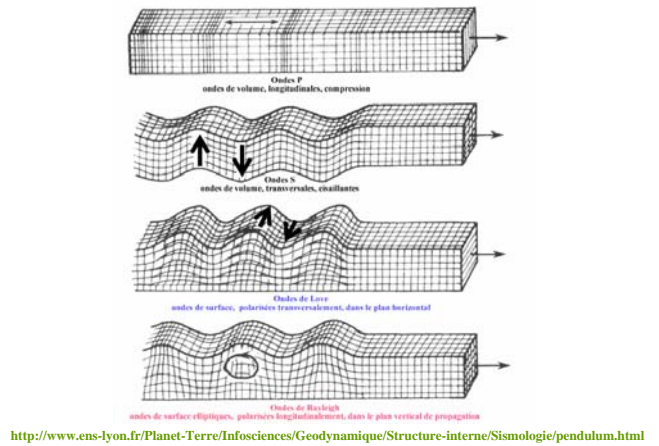 Ondes P
ondes de volume, longitudinales, compression
Ondes S
ondes de volume, transversales, cisaillantes
Ondes de Love
ondes de surface, polarisées transversalement, dans le plan horizontal
Ondes de Rayleigh
ondes de surface elliptiques, polarisées longitudinalement, dans le plan vertical de propagation
http://www.ens-lyon.fr/Planet-Terre/Infosciences/Geodynamique/Structure-interne/Sismologie/pendulum.html